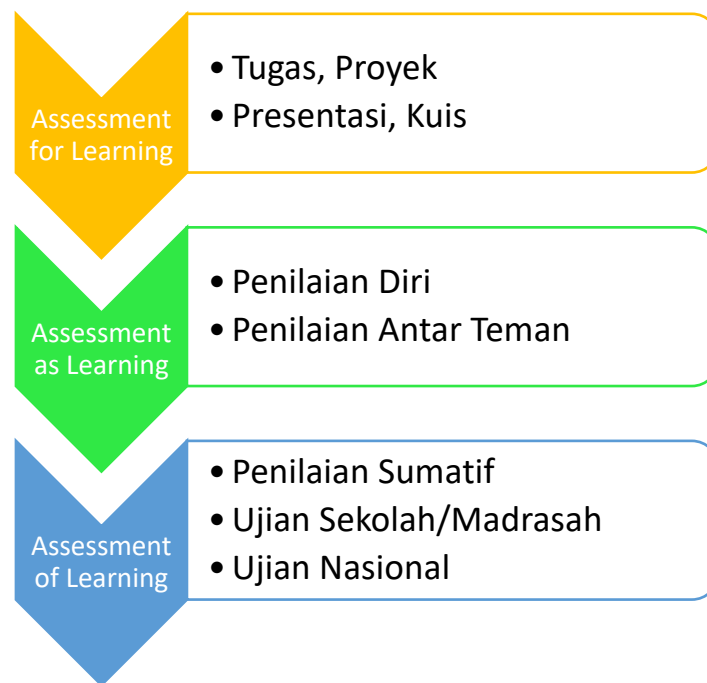 Assessment
for Learning
• Tugas, Proyek
• Presentasi, Kuis
Assessment
as Learning
• Penilaian Diri
• Penilaian Antar Teman
Assessment
of Learning
• Penilaian Sumatif
• Ujian Sekolah/Madrasah
• Ujian Nasional